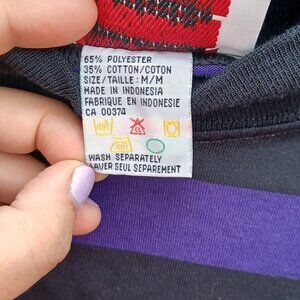 65% POLYESTER
35% COTTON/COTON
SIZE/TAILLE: M/M
MADE IN INDONESIA
FABRIQUE EN INDONESIE
CA 00374
WASH SEPARATELY
LAVER SEUL SEPAREMENT